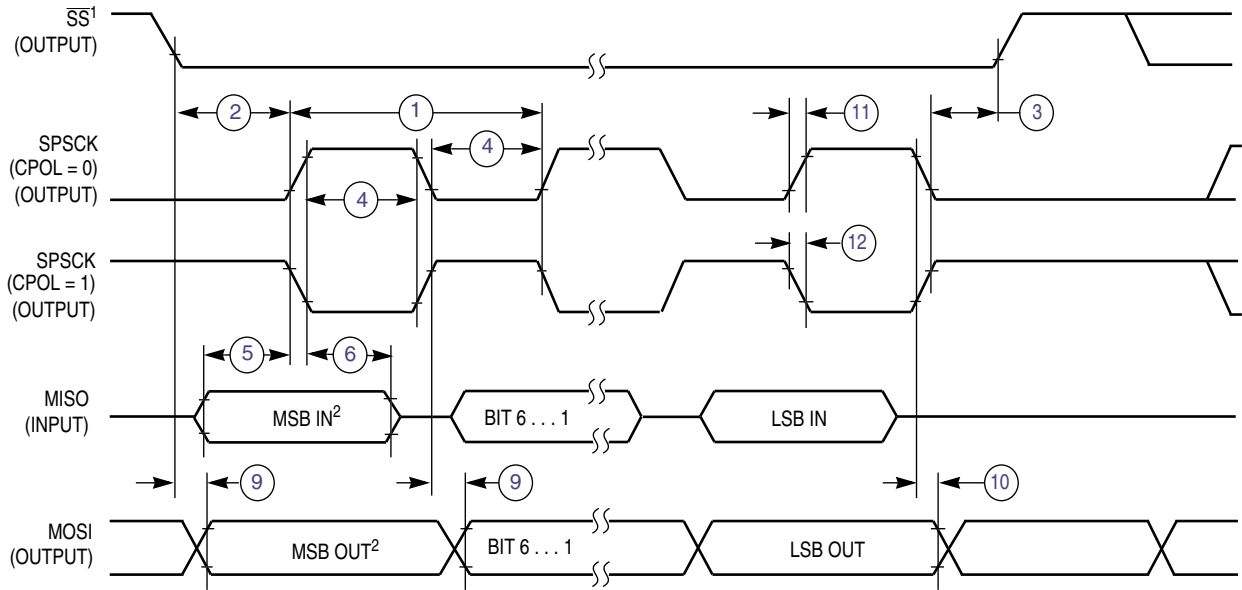 SS¹
(OUTPUT)
2
1
11
3
SPSCK
(CPOL = 0)
(OUTPUT)
4
4
12
SPSCK
(CPOL = 1)
(OUTPUT)
5
6
MISO
(INPUT)
MSB IN²
BIT 6 . . . 1
LSB IN
9
9
10
MOSI
(OUTPUT)
MSB OUT²
BIT 6 . . . 1
LSB OUT